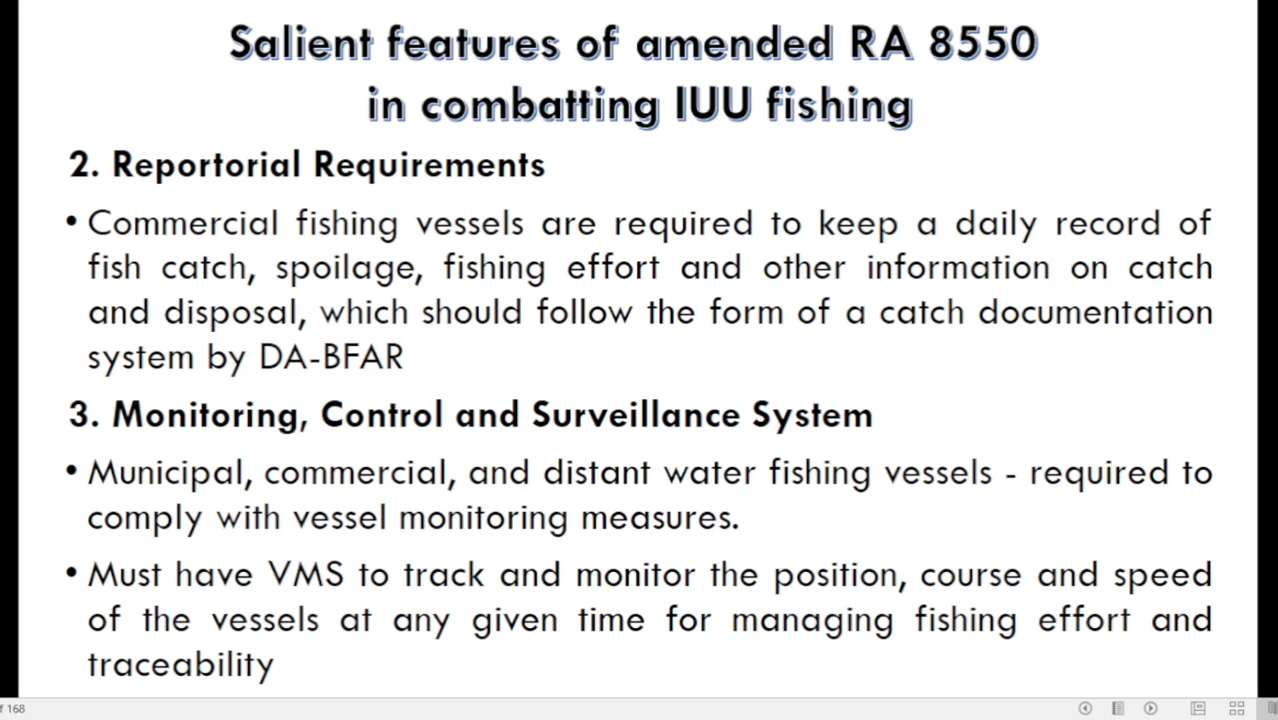 Salient features of amended RA 8550
in combatting IUU fishing
2. Reportorial Requirements
• Commercial fishing vessels are required to keep a daily record of
fish catch, spoilage, fishing effort and other information on catch
and disposal, which should follow the form of a catch documentation
system by DA-BFAR
3. Monitoring, Control and Surveillance System
• Municipal, commercial, and distant water fishing vessels - required to
comply with vessel monitoring measures.
• Must have VMS to track and monitor the position, course and speed
of the vessels at any given time for managing fishing effort and
traceability
f 168